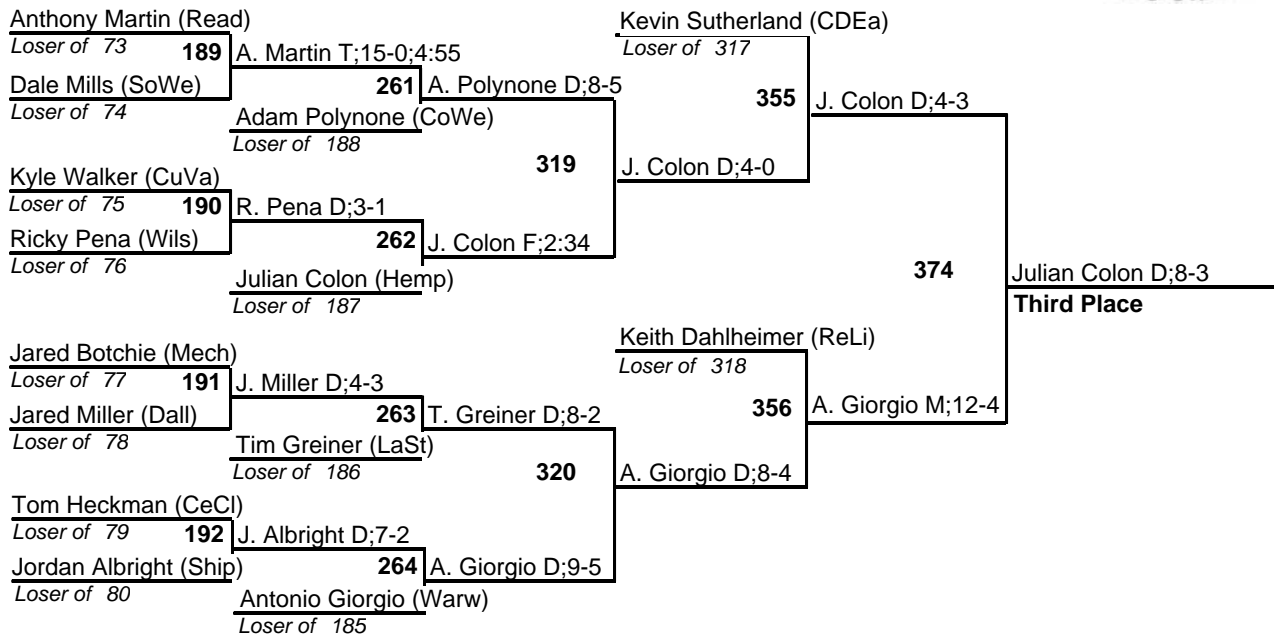 Anthony Martin (Read)
Loser of 73
189
A. Martin T;15-0;4:55
Dale Mills (SoWe)
Loser of 74
261
A. Polynone D;8-5
Adam Polynone (CoWe)
Loser of 188
319
Kyle Walker (CuVa)
Loser of 75
190
R. Pena D;3-1
Ricky Pena (Wils)
Loser of 76
262
J. Colon F;2:34
Julian Colon (Hemp)
Loser of 187
Kevin Sutherland (CDEa)
Loser of 317
355
J. Colon D;4-3
J. Colon D;4-0
374
Julian Colon D;8-3
Third Place
Jared Botchie (Mech)
Loser of 77
191
J. Miller D;4-3
Jared Miller (Dall)
Loser of 78
263
T. Greiner D;8-2
Tim Greiner (LaSt)
Loser of 186
320
Tom Heckman (CeCl)
Loser of 79
192
J. Albright D;7-2
Jordan Albright (Ship)
Loser of 80
264
A. Giorgio D;9-5
Antonio Giorgio (Warw)
Loser of 185
Keith Dahlheimer (ReLi)
Loser of 318
356
A. Giorgio M;12-4
A. Giorgio D;8-4